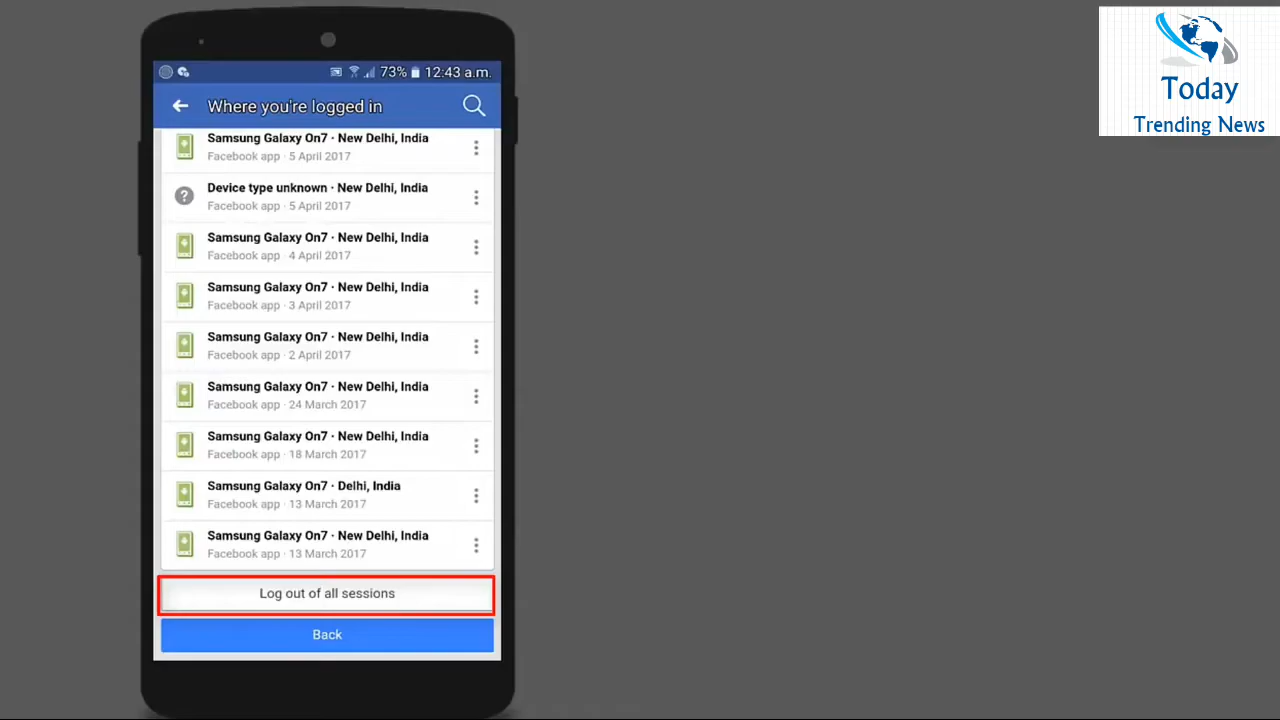 73% 12:43 a.m.
Where you're logged in
Samsung Galaxy On7 · New Delhi, India
Facebook app · 5 April 2017
? Device type unknown · New Delhi, India
Facebook app · 5 April 2017
Samsung Galaxy On7 · New Delhi, India
Facebook app · 4 April 2017
Samsung Galaxy On7 · New Delhi, India
Facebook app · 3 April 2017
Samsung Galaxy On7 · New Delhi, India
Facebook app · 2 April 2017
Samsung Galaxy On7 · New Delhi, India
Facebook app · 24 March 2017
Samsung Galaxy On7 · New Delhi, India
Facebook app · 18 March 2017
Samsung Galaxy On7 · Delhi, India
Facebook app · 13 March 2017
Samsung Galaxy On7 · New Delhi, India
Facebook app · 13 March 2017
Log out of all sessions
Back
Today
Trending News